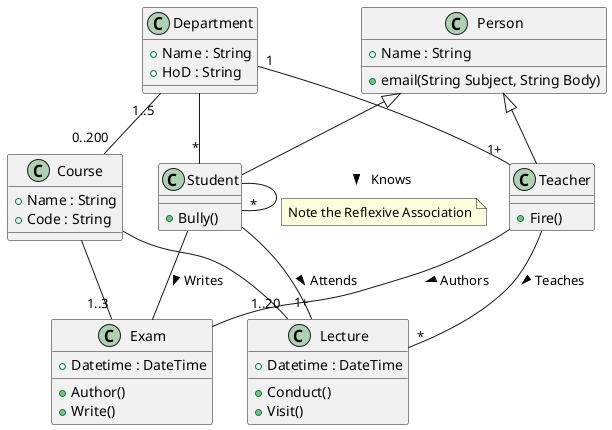 C Department
+ Name : String
+ HoD : String
C Person
+ Name : String
+ email(String Subject, String Body)
1
1..5
0..200
*
1+
C Course
+ Name : String
+ Code : String
C Student
+ Bully()
*
Knows
Note the Reflexive Association
C Teacher
+ Fire()
Writes
Attends
Authors
Teaches
1..3
1..20
1+
*
C Exam
+ Datetime : DateTime
+ Author()
+ Write()
C Lecture
+ Datetime : DateTime
+ Conduct()
+ Visit()